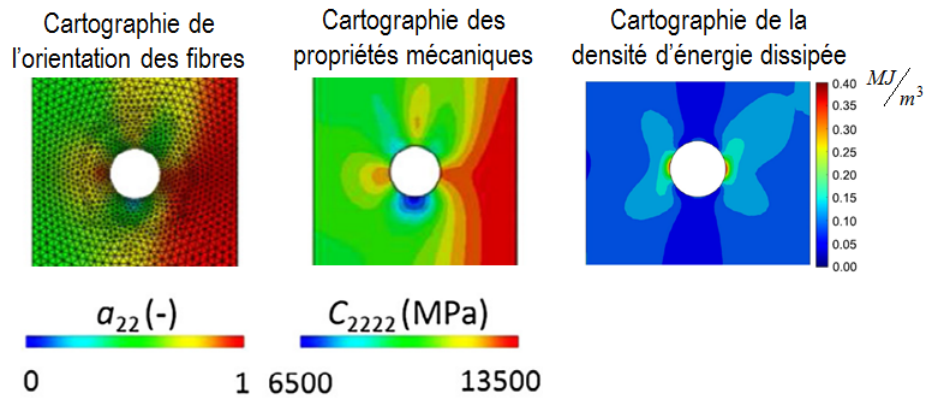 Cartographie de
l'orientation des fibres
Cartographie des
propriétés mécaniques
Cartographie de la
densité d'énergie dissipée
MJ/m³
0.40
0.35
0.30
0.25
0.20
0.15
0.10
0.05
0.00
a₂₂ (-)
0 1
C₂₂₂₂ (MPa)
6500 13500